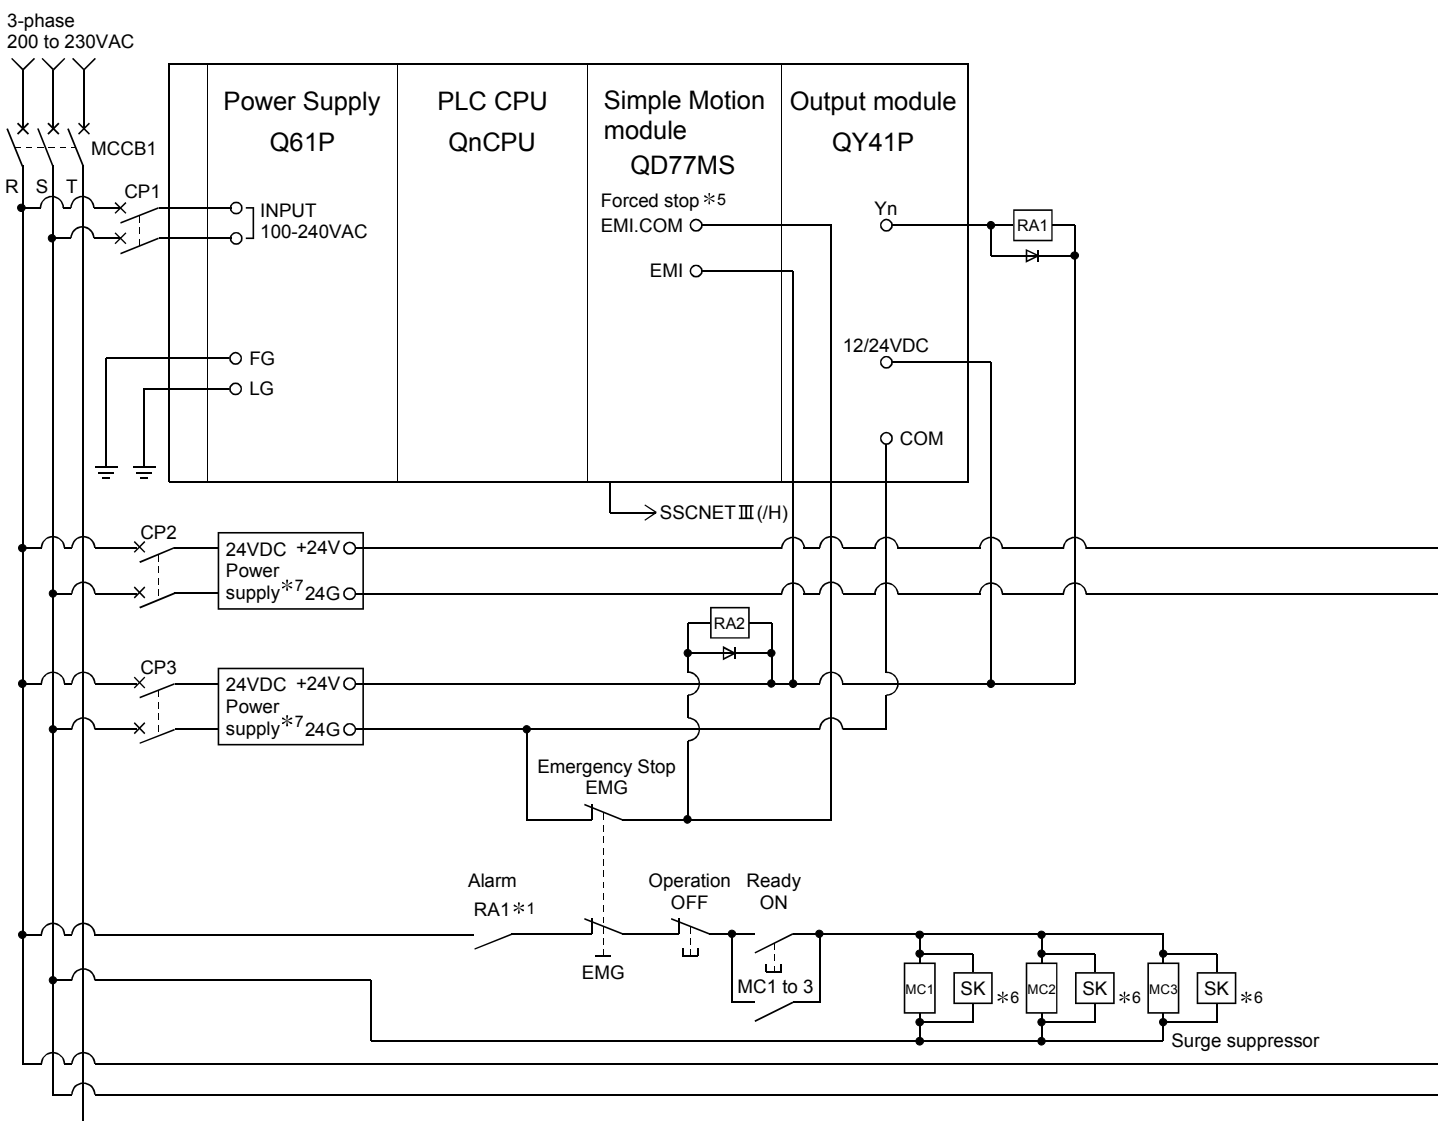 3-phase
200 to 230VAC
MCCB1
R S T
CP1
Power Supply
Q61P
INPUT
100-240VAC
FG
LG
PLC CPU
QnCPU
Simple Motion
module
QD77MS
Forced stop *5
EMI.COM
EMI
Output module
QY41P
Yn
12/24VDC
COM
RA1
SSCNETⅢ(/H)
CP2
24VDC +24V
Power
supply*7 24G
RA2
CP3
24VDC +24V
Power
supply*7 24G
Emergency Stop
EMG
Alarm
RA1*1
EMG
Operation
OFF
Ready
ON
MC1 to 3
MC1
SK *6
MC2
SK *6
MC3
SK *6
Surge suppressor